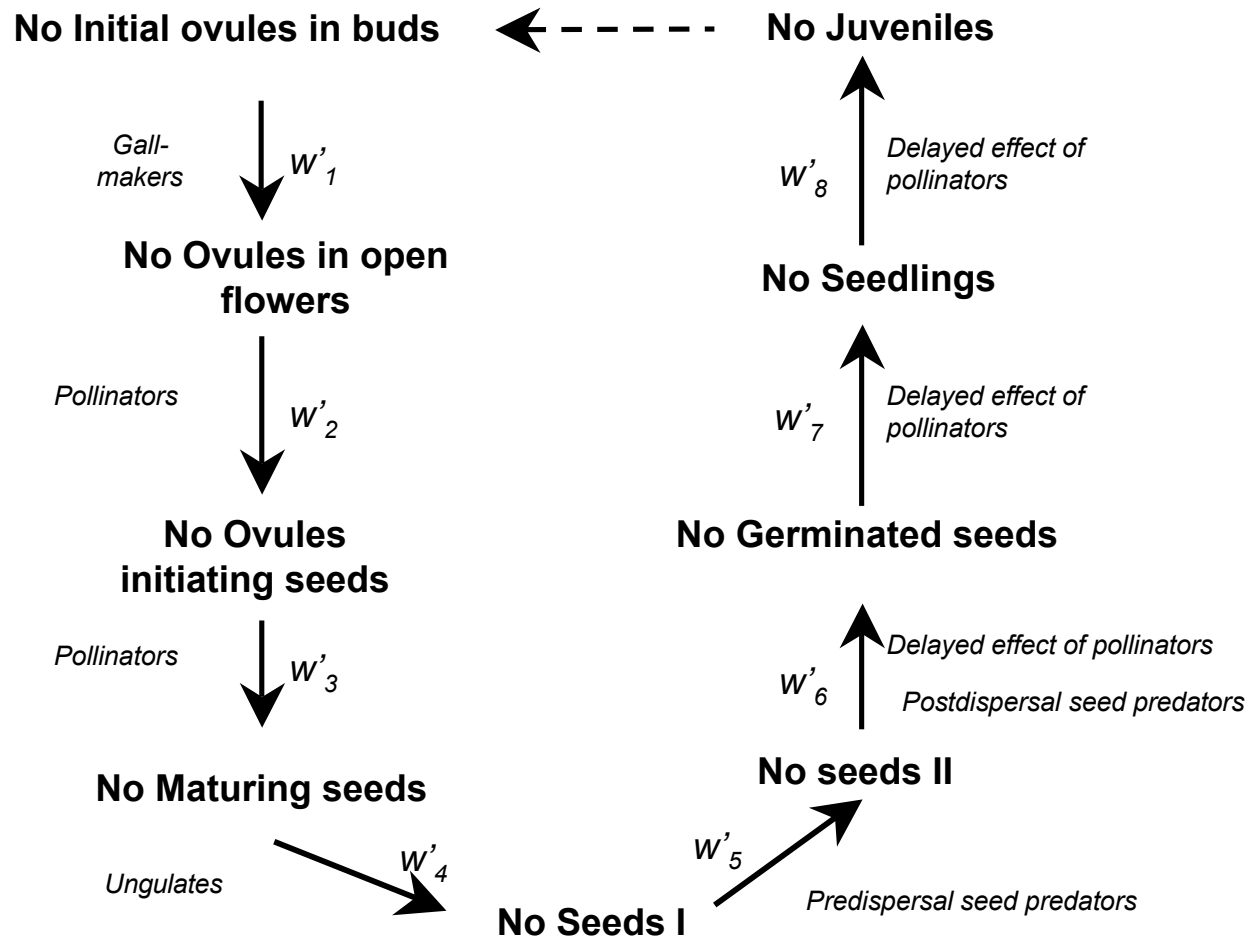 No Initial ovules in buds
Gall-
makers
w’1
No Ovules in open
flowers
Pollinators
w’2
No Ovules
initiating seeds
Pollinators
w’3
No Maturing seeds
Ungulates
w’4
No Seeds I
w’5
Predispersal seed predators
No seeds II
w’6
Delayed effect of pollinators
Postdispersal seed predators
No Germinated seeds
w’7
Delayed effect of
pollinators
No Seedlings
w’8
Delayed effect of
pollinators
No Juveniles